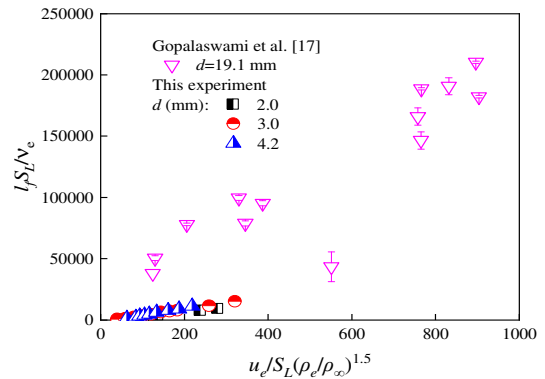 250000
200000
150000
100000
50000
0
l_f S_L/ν_e
Gopalaswami et al. [17]
d=19.1 mm
This experiment
d (mm): 2.0
3.0
4.2
0 200 400 600 800 1000
u_e/S_L(ρ_e/ρ_∞)^1.5